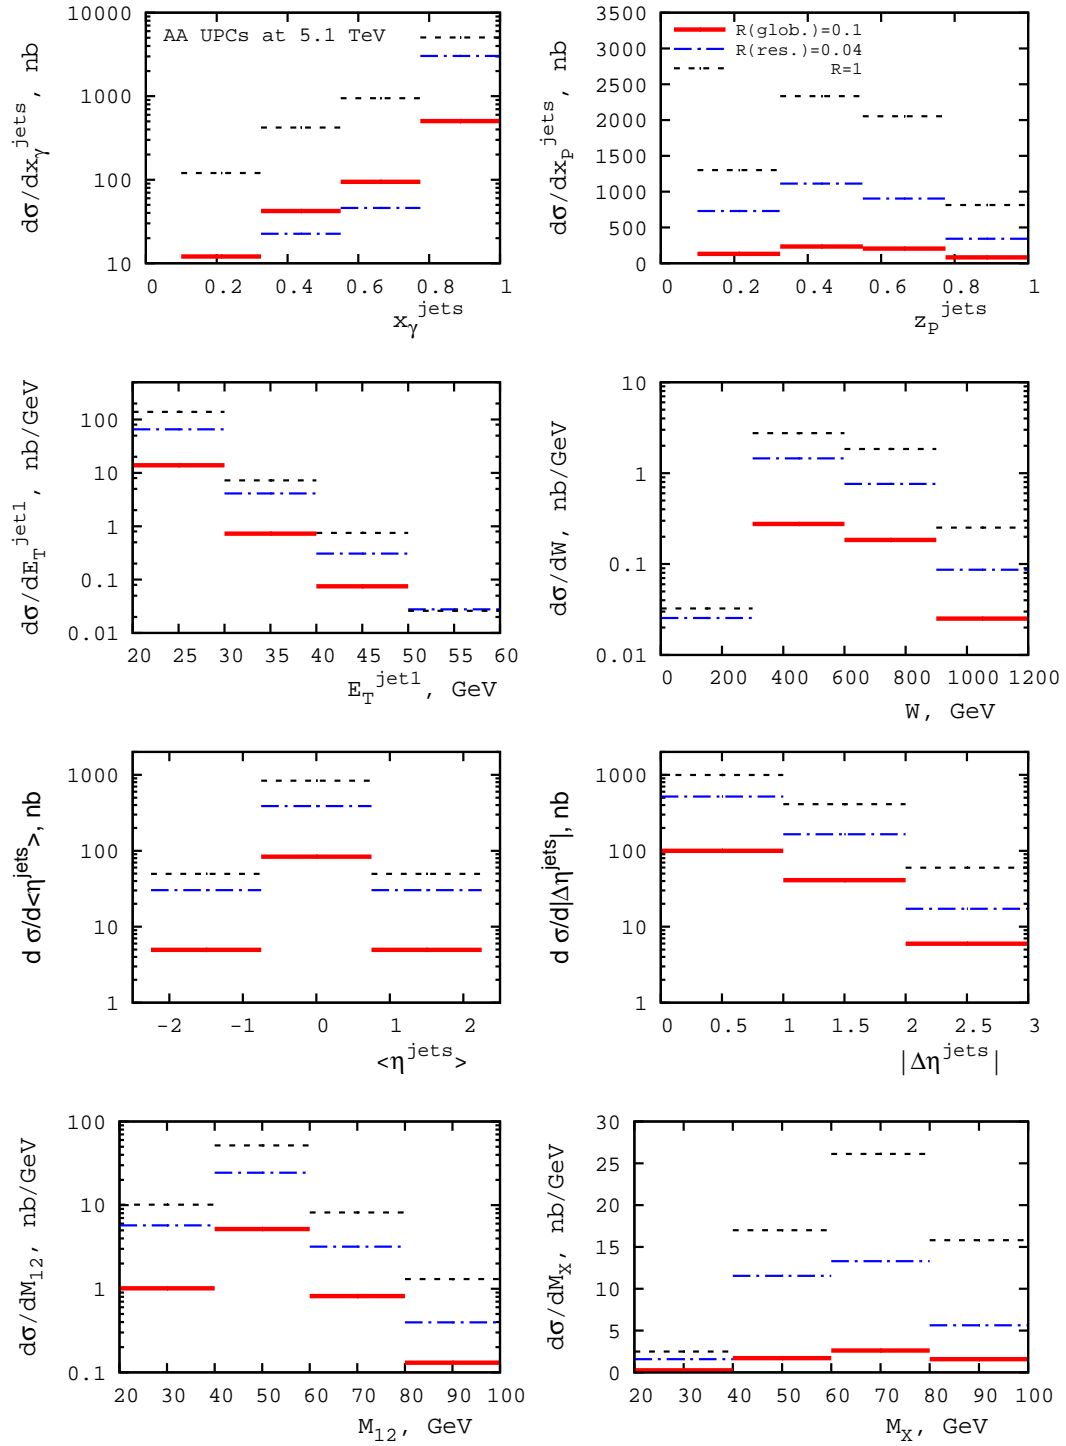 AA UPCs at 5.1 TeV
dσ/dx_γ^jets, nb
10000
1000
100
10
0 0.2 0.4 0.6 0.8 1
x_γ^jets
R(glob.)=0.1
R(res.)=0.04
R=1
dσ/dx_P^jets, nb
3500
3000
2500
2000
1500
1000
500
0
0 0.2 0.4 0.6 0.8 1
z_P^jets
dσ/dE_T^jet1, nb/GeV
100
10
1
0.1
0.01
20 25 30 35 40 45 50 55 60
E_T^jet1, GeV
dσ/dW, nb/GeV
10
1
0.1
0.01
0 200 400 600 800 1000 1200
W, GeV
d σ/d<η^jets>, nb
1000
100
10
1
-2 -1 0 1 2
<η^jets>
d σ/d|Δη^jets|, nb
1000
100
10
1
0 0.5 1 1.5 2 2.5 3
|Δη^jets|
dσ/dM_12, nb/GeV
100
10
1
0.1
20 30 40 50 60 70 80 90 100
M_12, GeV
dσ/dM_X, nb/GeV
30
25
20
15
10
5
0
20 30 40 50 60 70 80 90 100
M_X, GeV